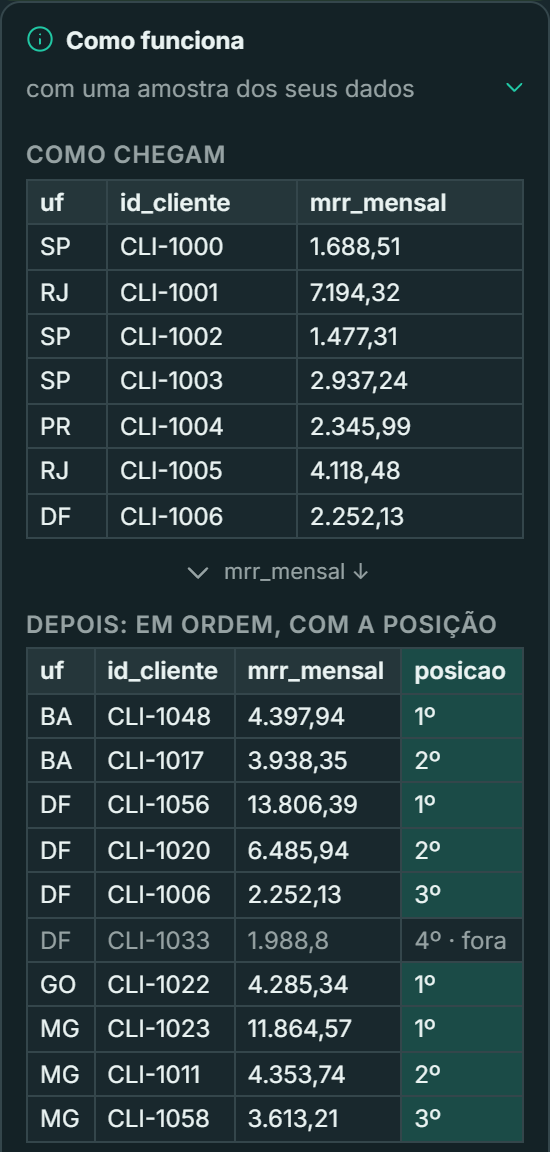 Como funciona
com uma amostra dos seus dados
COMO CHEGAM
uf id_cliente mrr_mensal
SP CLI-1000 1.688,51
RJ CLI-1001 7.194,32
SP CLI-1002 1.477,31
SP CLI-1003 2.937,24
PR CLI-1004 2.345,99
RJ CLI-1005 4.118,48
DF CLI-1006 2.252,13
mrr_mensal ↓
DEPOIS: EM ORDEM, COM A POSIÇÃO
uf id_cliente mrr_mensal posicao
BA CLI-1048 4.397,94 1º
BA CLI-1017 3.938,35 2º
DF CLI-1056 13.806,39 1º
DF CLI-1020 6.485,94 2º
DF CLI-1006 2.252,13 3º
DF CLI-1033 1.988,8 4º · fora
GO CLI-1022 4.285,34 1º
MG CLI-1023 11.864,57 1º
MG CLI-1011 4.353,74 2º
MG CLI-1058 3.613,21 3º